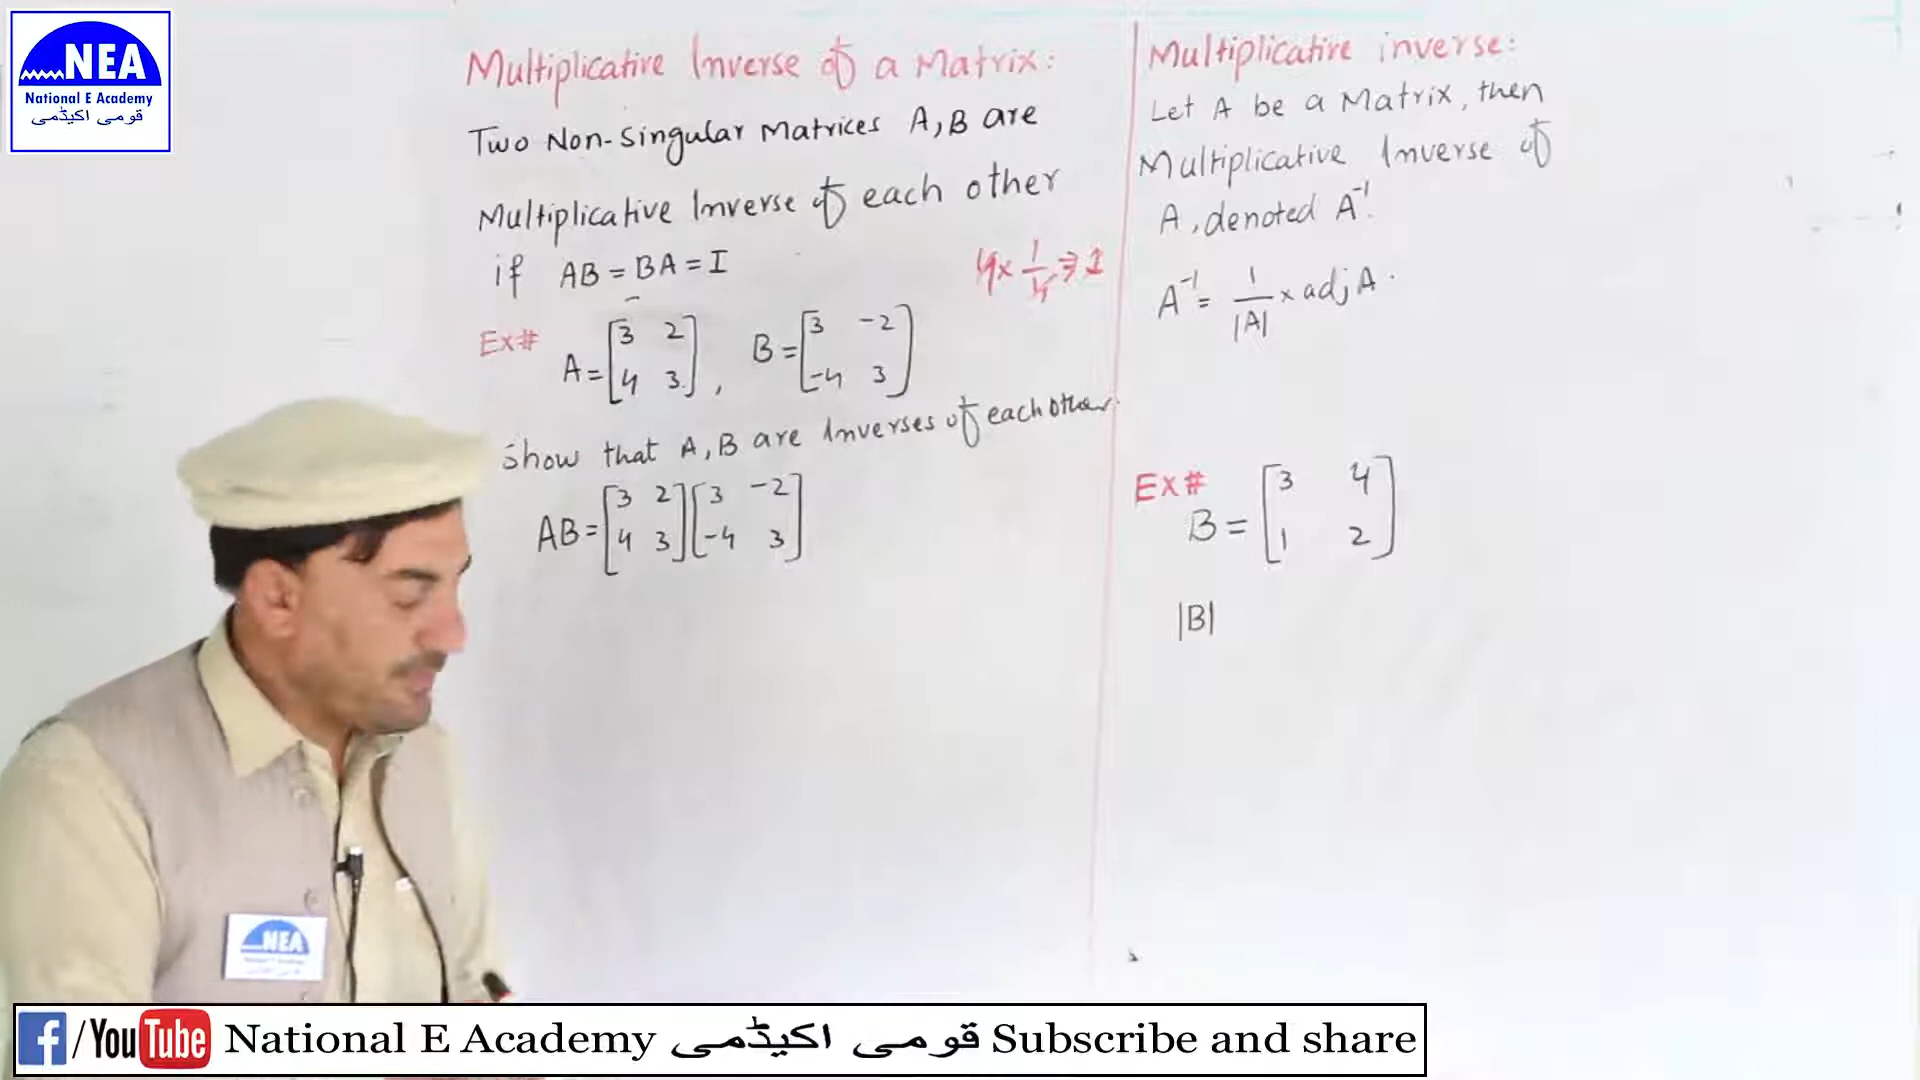 NEA
National E Academy
قومی اکیڈمی
Multiplicative Inverse of a Matrix:
Two Non-Singular Matrices A, B are
Multiplicative Inverse of each other
if AB = BA = I
4 × 1/4 ⇒ 1
Ex# A = [3 2
4 3] , B = [3 -2
-4 3]
Show that A, B are Inverses of each other.
AB = [3 2
4 3] [3 -2
-4 3]
Multiplicative inverse:
Let A be a Matrix, then
Multiplicative Inverse of
A, denoted A⁻¹.
A⁻¹ = 1/|A| × adj A.
Ex#
B = [3 4
1 2]
|B|
NEA
f/YouTube National E Academy قومی اکیڈمی Subscribe and share